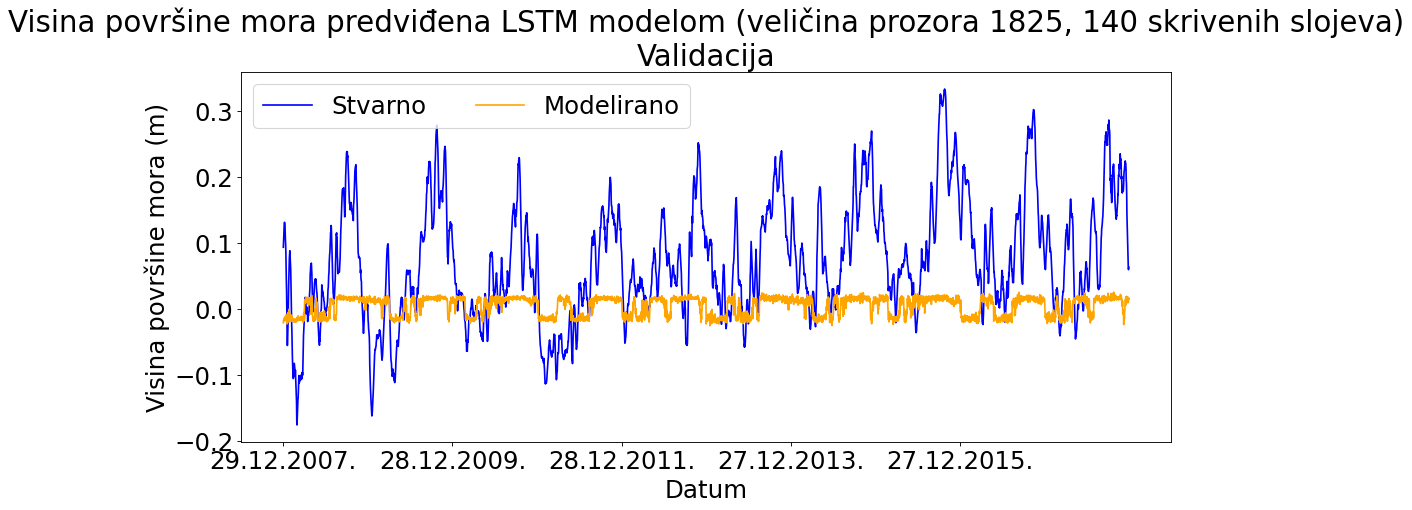 Visina površine mora predviđena LSTM modelom (veličina prozora 1825, 140 skrivenih slojeva)
Validacija
Stvarno
Modelirano
Visina površine mora (m)
0.3
0.2
0.1
0.0
−0.1
−0.2
29.12.2007.
28.12.2009.
28.12.2011.
27.12.2013.
27.12.2015.
Datum